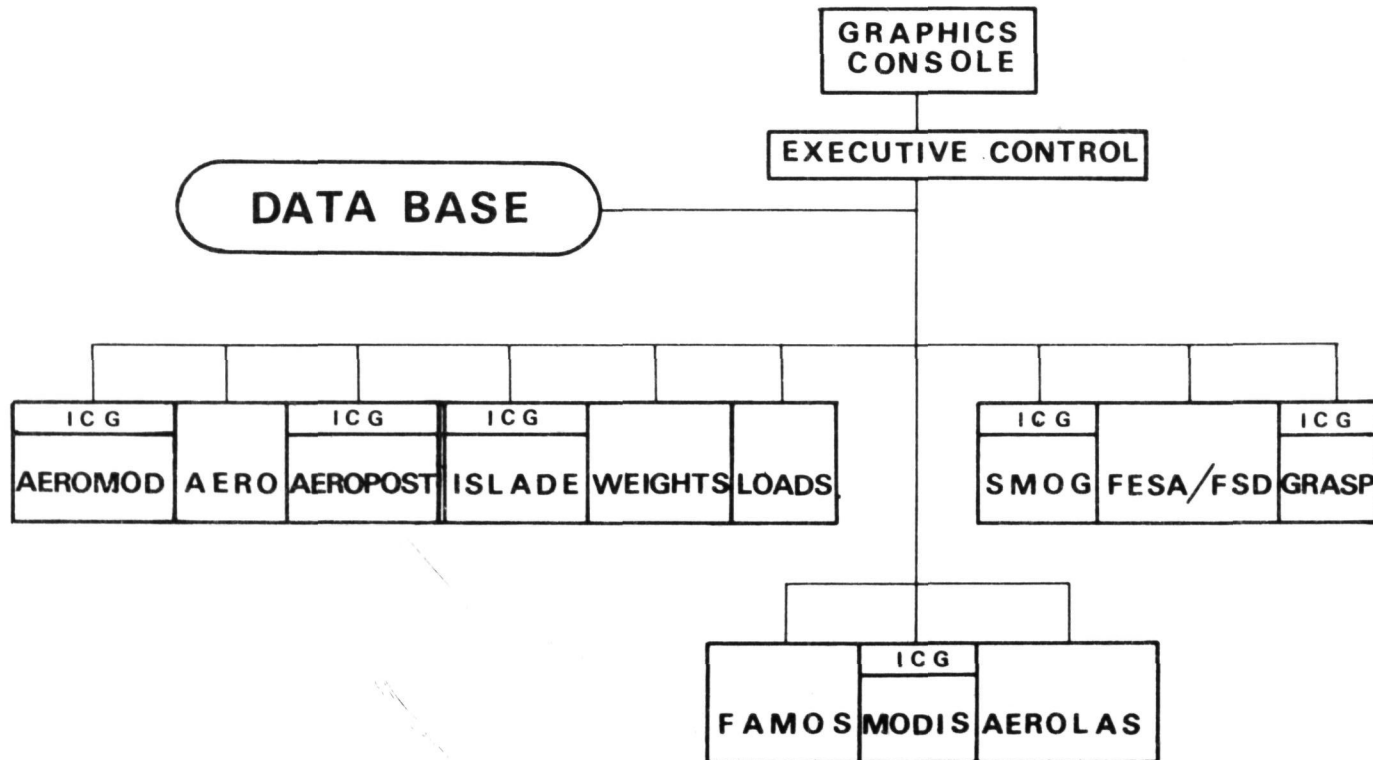 GRAPHICS
CONSOLE
EXECUTIVE CONTROL
DATA BASE
ICG
ICG
ICG
ICG
ICG
AEROMOD
AERO
AEROPOST
ISLADE
WEIGHTS
LOADS
SMOG
FESA/FSD
GRASP
ICG
FAMOS
MODIS
AEROLAS